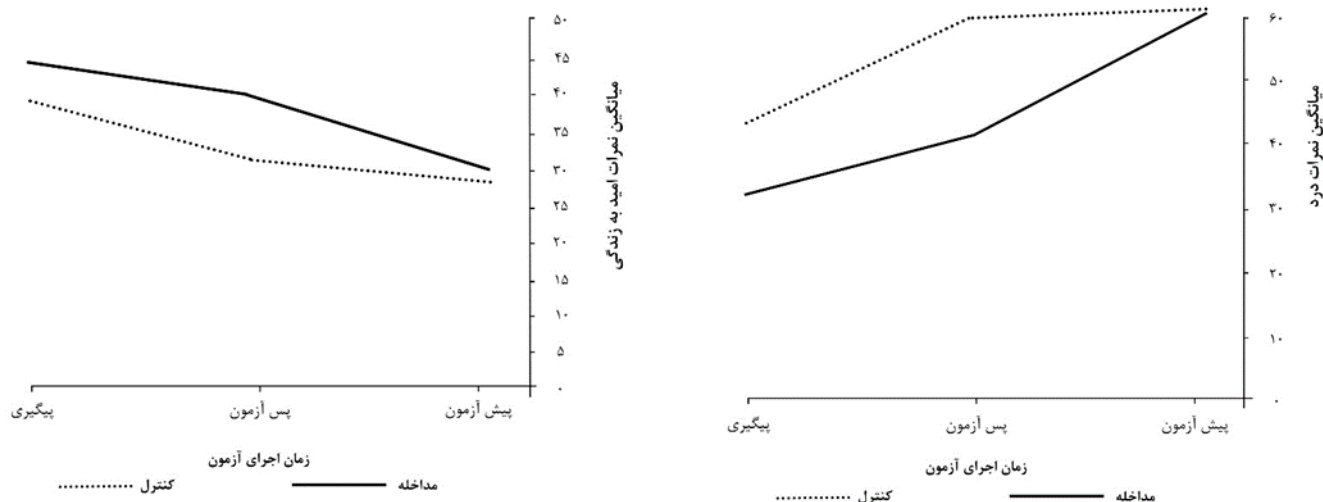 ۶۰
۵۰
۴۰
۳۰
۲۰
۱۰
۰
میانگین نمرات درد
پیش آزمون
پس آزمون
پیگیری
زمان اجرای آزمون
مداخله
کنترل
۵۰
۴۵
۴۰
۳۵
۳۰
۲۵
۲۰
۱۵
۱۰
۵
۰
میانگین نمرات امید به زندگی
پیش آزمون
پس آزمون
پیگیری
زمان اجرای آزمون
مداخله
کنترل